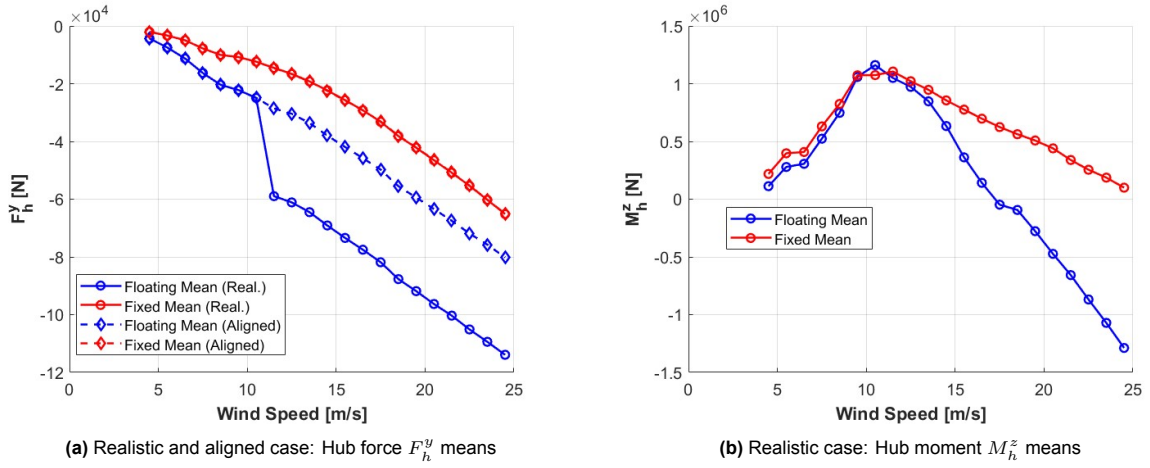 ×10⁴
0
-2
-4
-6
-8
-10
-12
F_h^y [N]
Floating Mean (Real.)
Fixed Mean (Real.)
Floating Mean (Aligned)
Fixed Mean (Aligned)
0 5 10 15 20 25
Wind Speed [m/s]
(a) Realistic and aligned case: Hub force F_h^y means
×10⁶
1.5
1
0.5
0
-0.5
-1
-1.5
M_h^z [N]
Floating Mean
Fixed Mean
0 5 10 15 20 25
Wind Speed [m/s]
(b) Realistic case: Hub moment M_h^z means